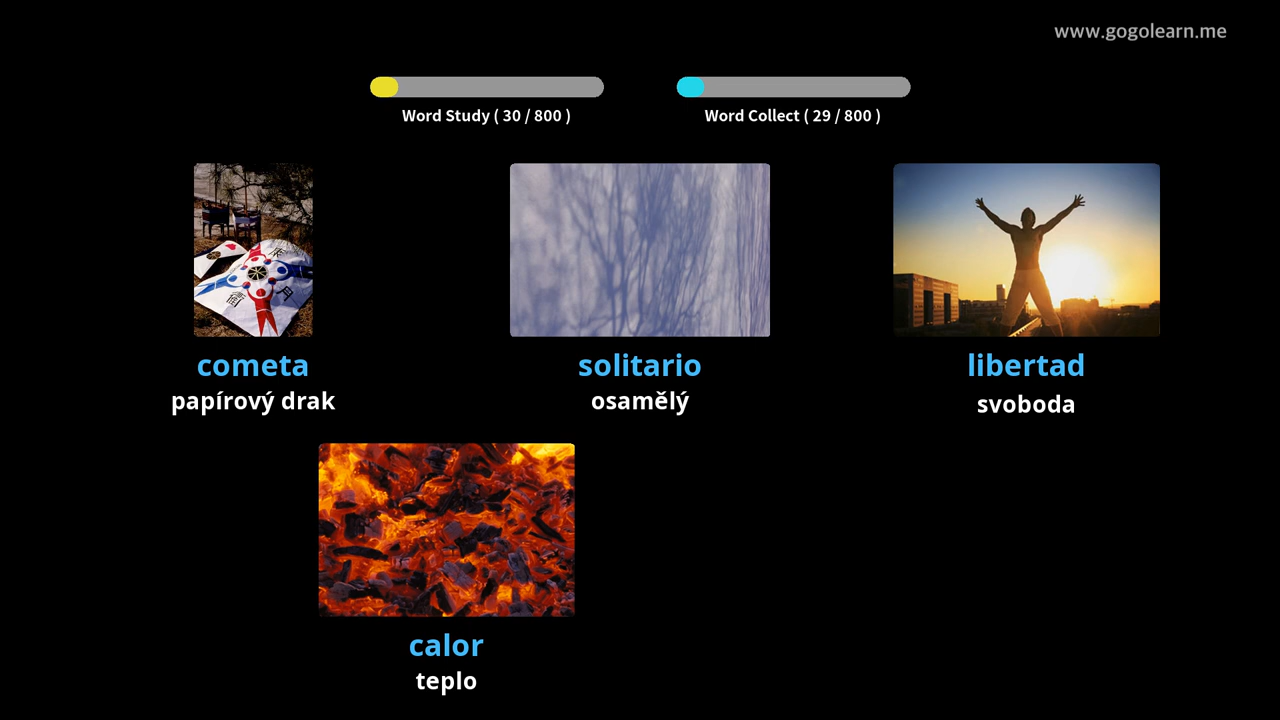 www.gogolearn.me
Word Study ( 30 / 800 )
Word Collect ( 29 / 800 )
cometa
papírový drak
solitario
osamělý
libertad
svoboda
calor
teplo